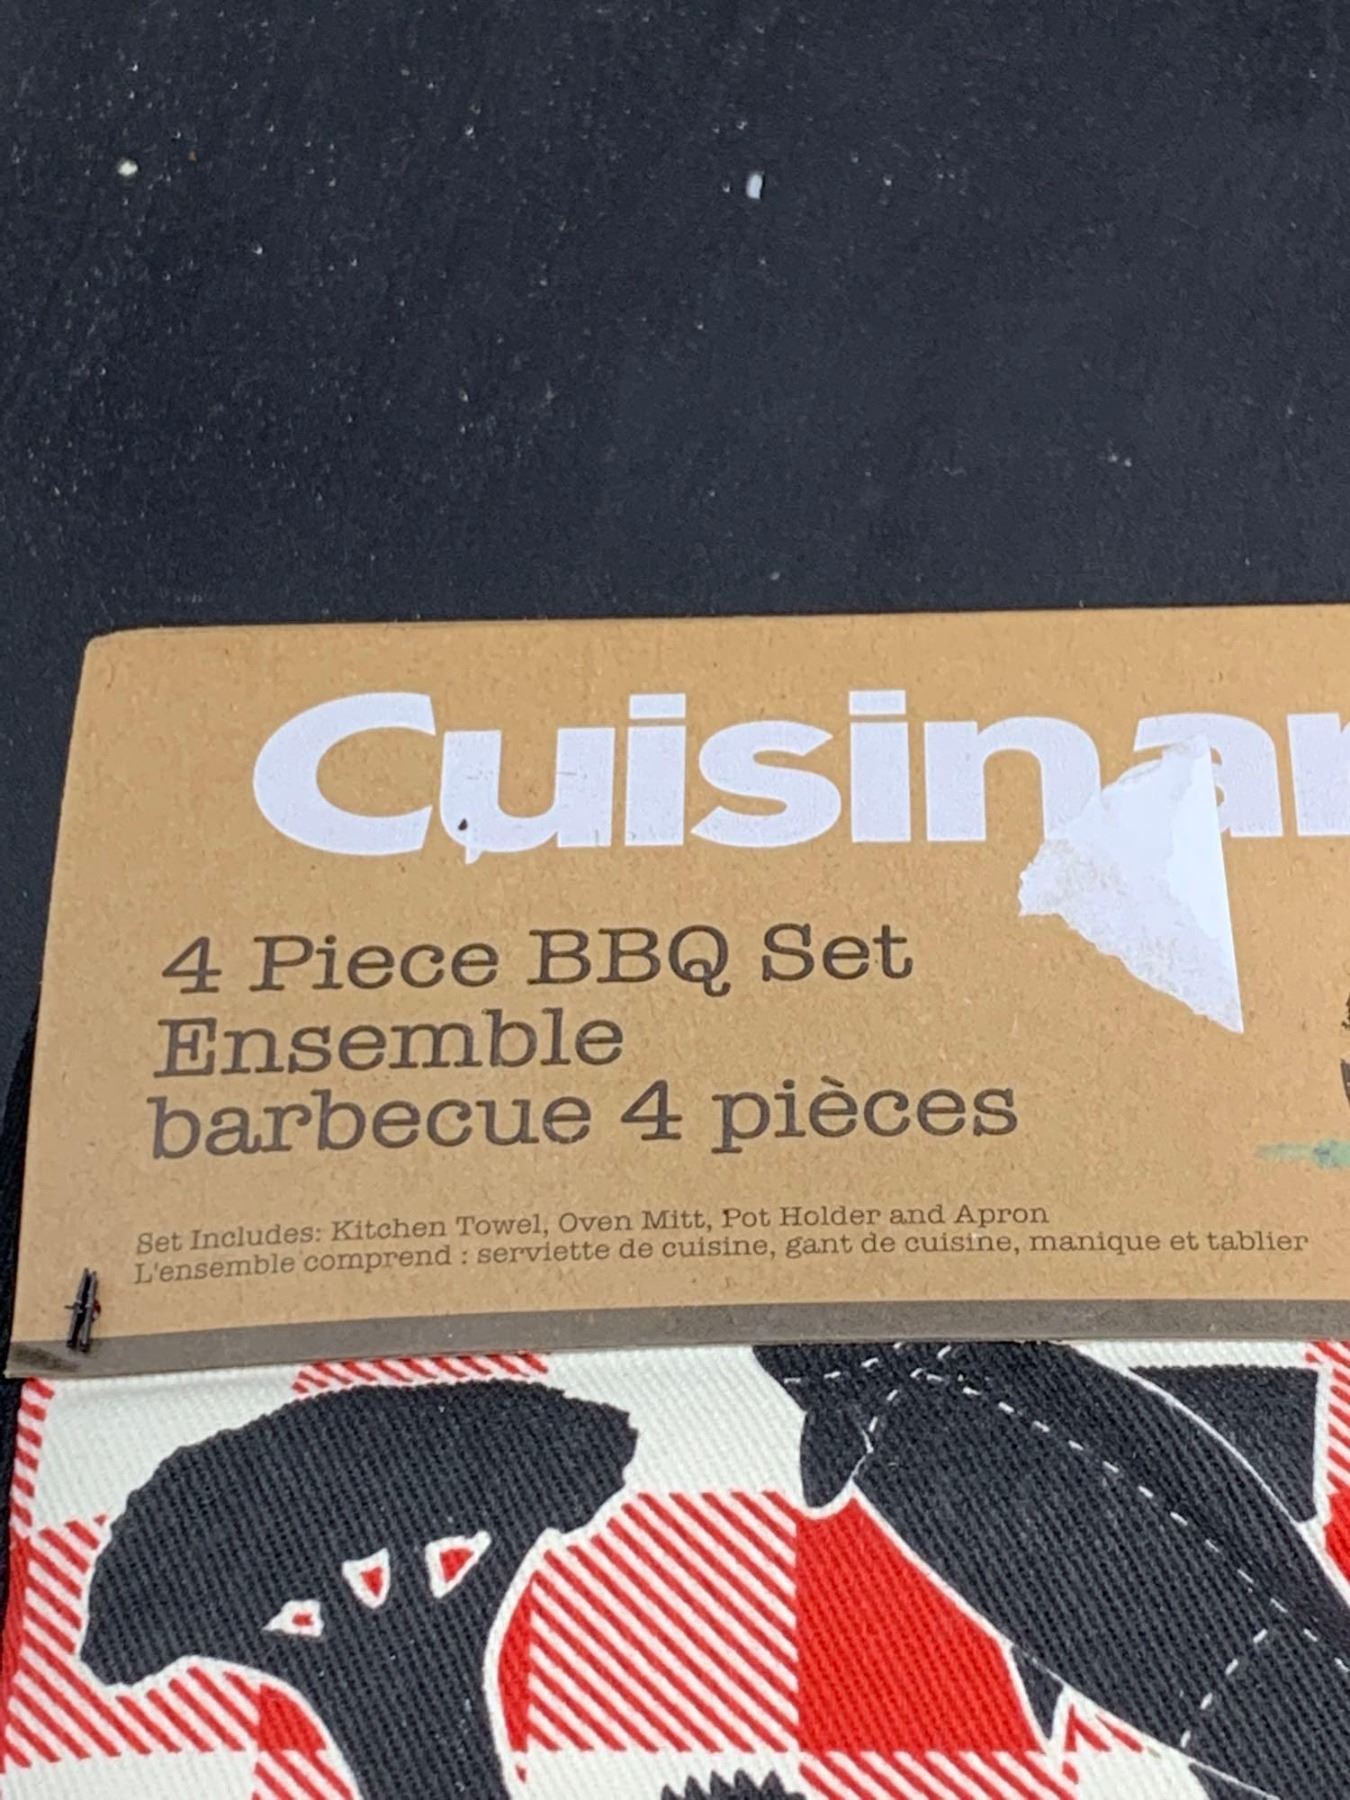 Cuisinar
4 Piece BBQ Set
Ensemble
barbecue 4 pièces
Set Includes: Kitchen Towel, Oven Mitt, Pot Holder and Apron
L'ensemble comprend : serviette de cuisine, gant de cuisine, manique et tablier